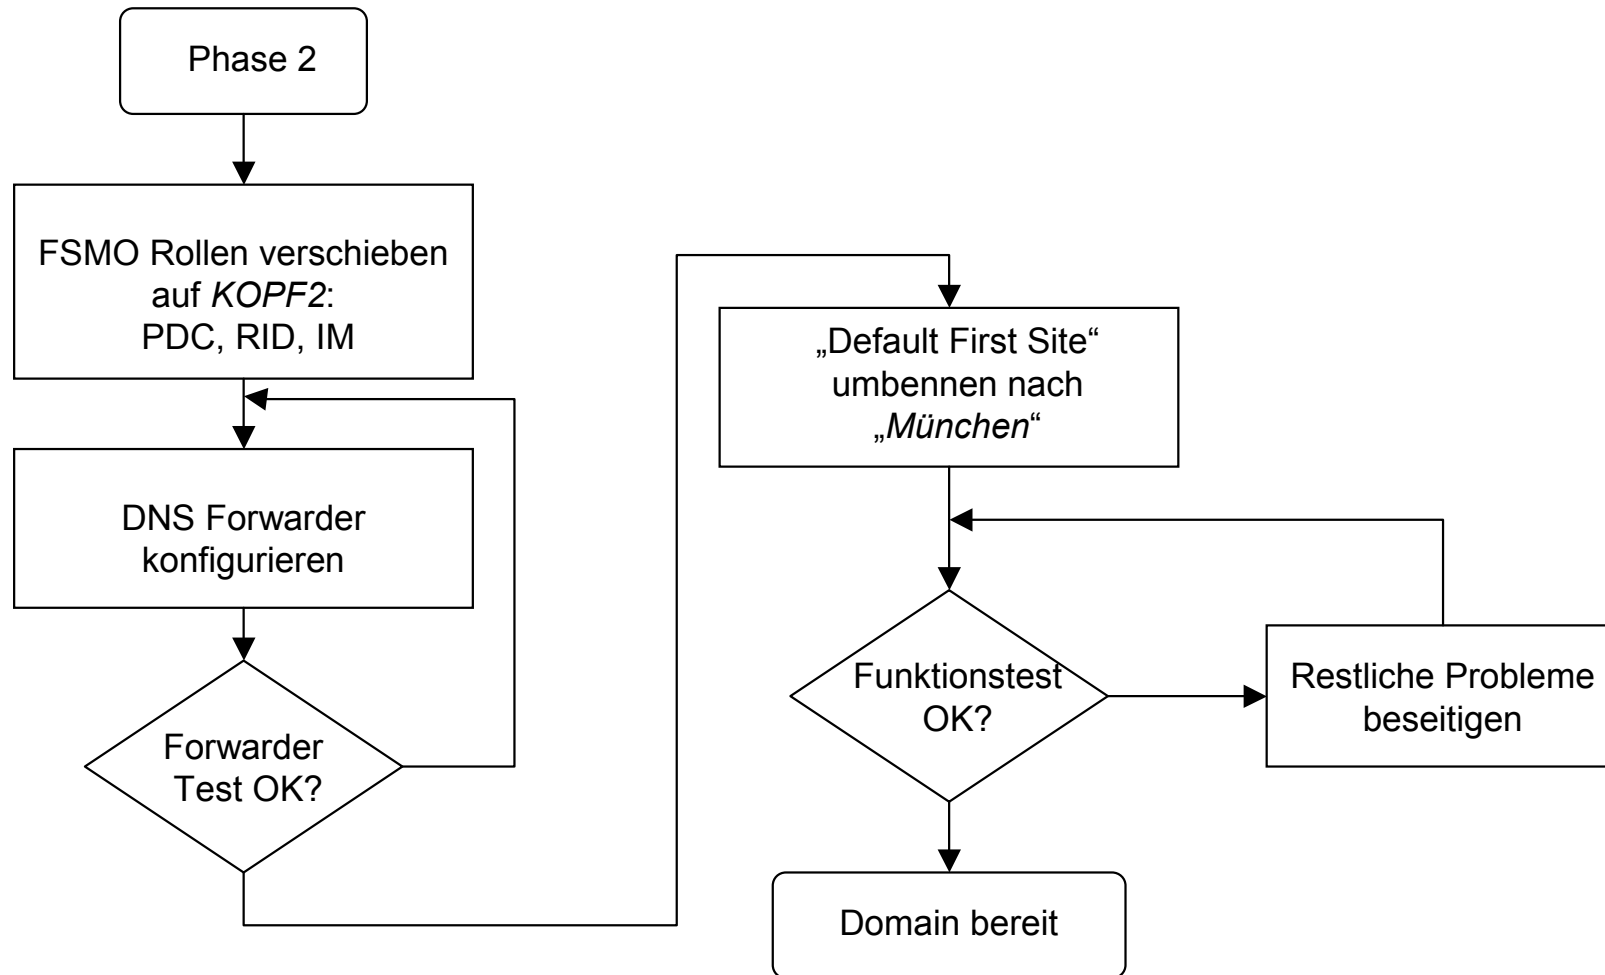 Phase 2
FSMO Rollen verschieben
auf KOPF2:
PDC, RID, IM
DNS Forwarder
konfigurieren
Forwarder
Test OK?
„Default First Site“
umbennen nach
„München“
Funktionstest
OK?
Restliche Probleme
beseitigen
Domain bereit